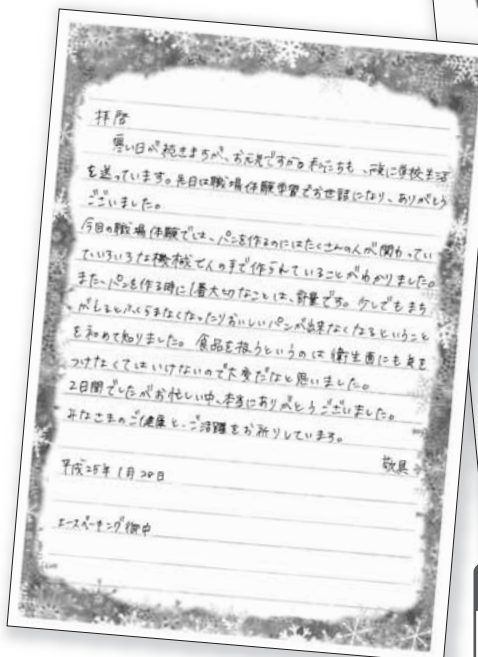 拝啓
寒い日が続きますが、お元気ですか。私たちも元気に学校生活
を送っています。先日は職場体験学習でお世話になり、ありがとう
ございました。
今回の職場体験では、パンを作るのにはたくさんの人が関わってい
ていろいろな機械で人の手で作られていることがわかりました。
また、パンを作る時に1番大切なことは、計量です。少しでもまち
がえるとふくらまなくなったりおいしいパンが出来なくなるということ
を初めて知りました。食品を扱うというのは衛生面にも気を
つけなくてはいけないので大変だなと思いました。
2日間でしたがお忙しい中、本当にありがとうございました。
みなさまのご健康と、ご活躍をお祈りしています。
敬具
平成25年1月28日
エースベーキング御中